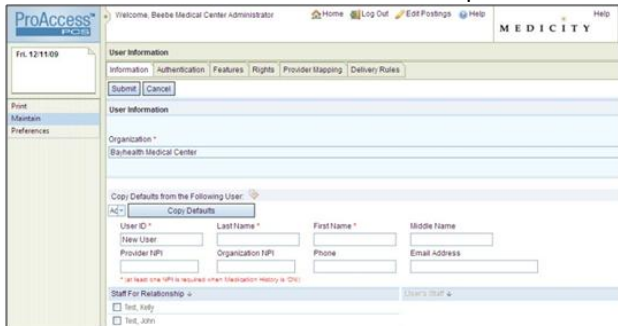 ProAccess™
POS
Welcome, Beebe Medical Center Administrator
Home Log Out Edit Postings Help
Help
MEDICITY
Fri, 12/11/09
User Information
Information Authentication Features Rights Provider Mapping Delivery Rules
Submit Cancel
Print
Maintain
Preferences
User Information
Organization *
Bayhealth Medical Center
Copy Defaults from the Following User:
Copy Defaults
User ID * Last Name * First Name * Middle Name
New User
Provider NPI Organization NPI Phone Email Address
* (at least one NPI is required when Medication History is 'ON')
Staff For Relationship User's Staff
Test, Kelly
Test, John